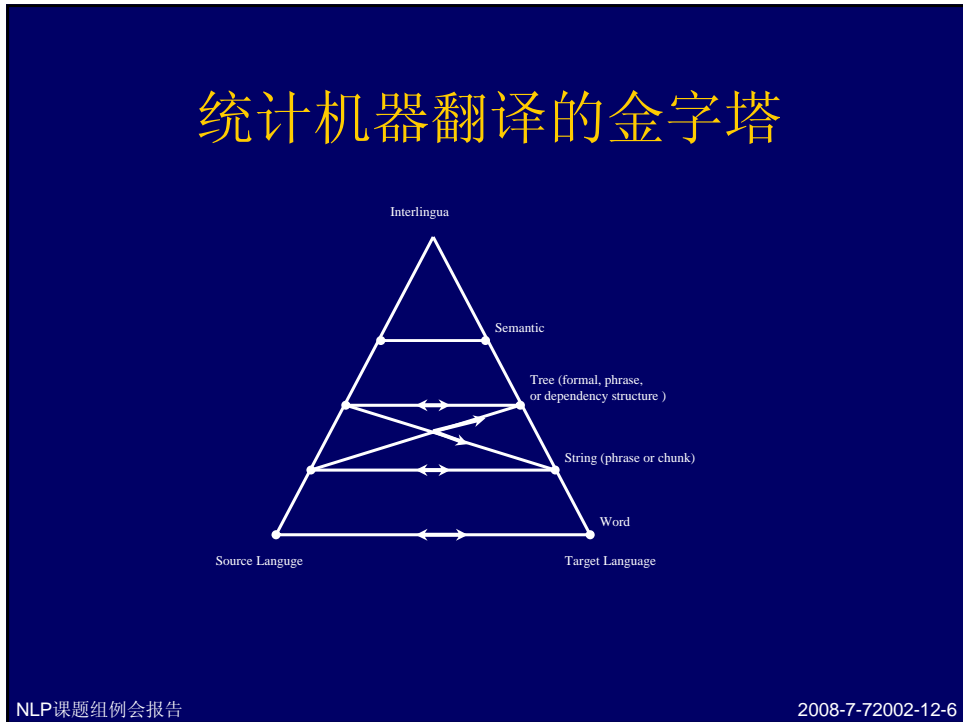 统计机器翻译的金字塔
Interlingua
Semantic
Tree (formal, phrase,
or dependency structure )
String (phrase or chunk)
Word
Source Languge
Target Language
NLP课题组例会报告
2008-7-72002-12-6